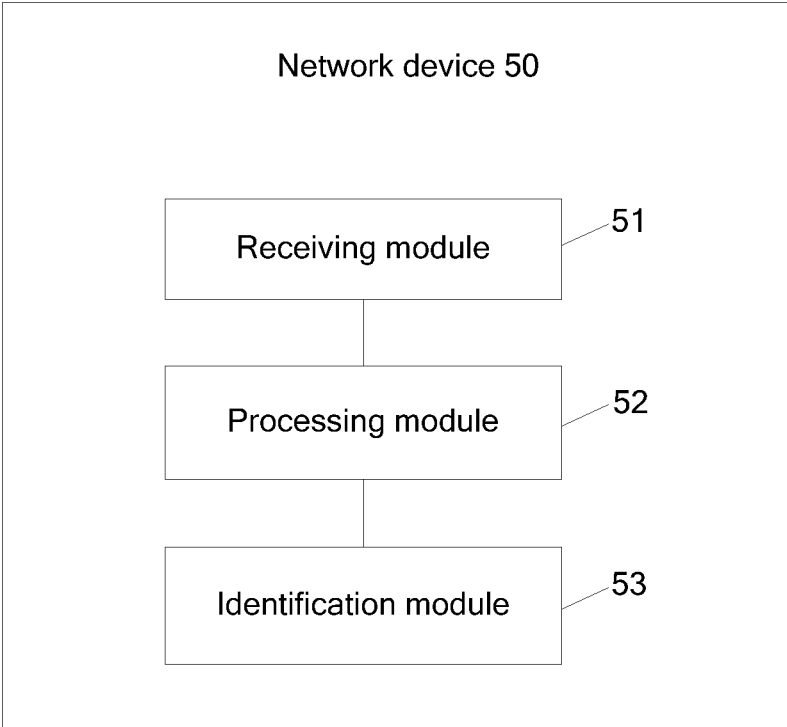 Network device 50
Receiving module
51
Processing module
52
Identification module
53